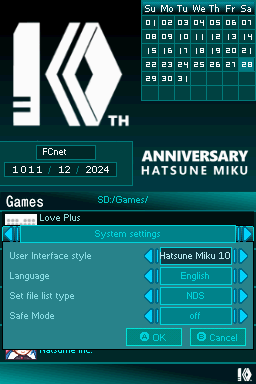 10TH
Su Mo Tu We Th Fr Sa
01 02 03 04 05 06 07
08 09 10 11 12 13 14
15 16 17 18 19 20 21
22 23 24 25 26 27 28
29 30 31
FCnet
1011 / 12 / 2024
ANNIVERSARY
HATSUNE MIKU
Games SD:/Games/
Love Plus
System settings
User Interface style Hatsune Miku 10
Language English
Set file list type NDS
Safe Mode off
A OK B Cancel
Natsume Inc.
10